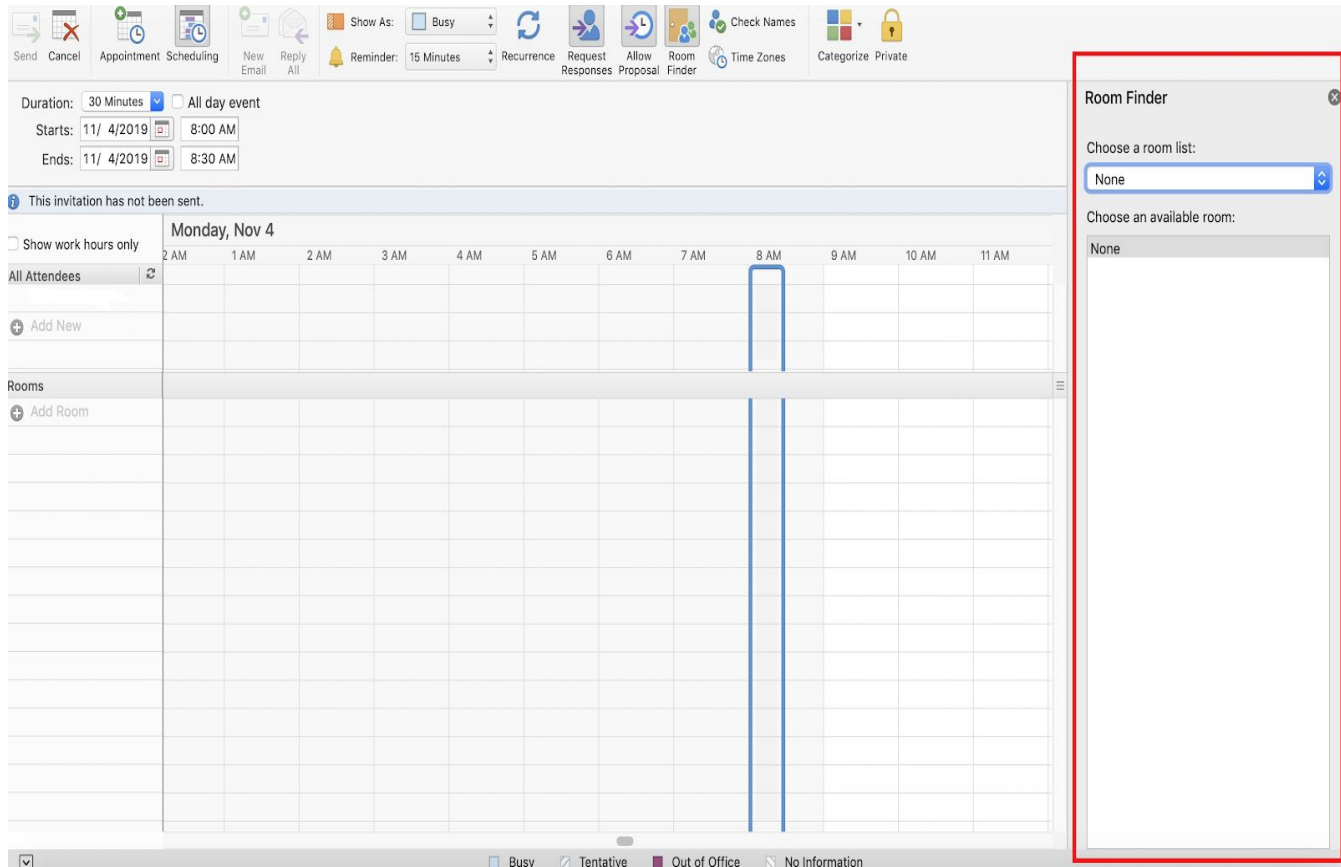 Show As: Busy
Check Names
Send Cancel Appointment Scheduling New Email Reply All Reminder: 15 Minutes Recurrence Request Responses Allow Proposal Room Finder Time Zones Categorize Private
Duration: 30 Minutes All day event
Starts: 11/ 4/2019 8:00 AM
Ends: 11/ 4/2019 8:30 AM
This invitation has not been sent.
Show work hours only
Monday, Nov 4
2 AM 1 AM 2 AM 3 AM 4 AM 5 AM 6 AM 7 AM 8 AM 9 AM 10 AM 11 AM
All Attendees
Add New
Rooms
Add Room
Busy Tentative Out of Office No Information
Room Finder
Choose a room list:
None
Choose an available room:
None